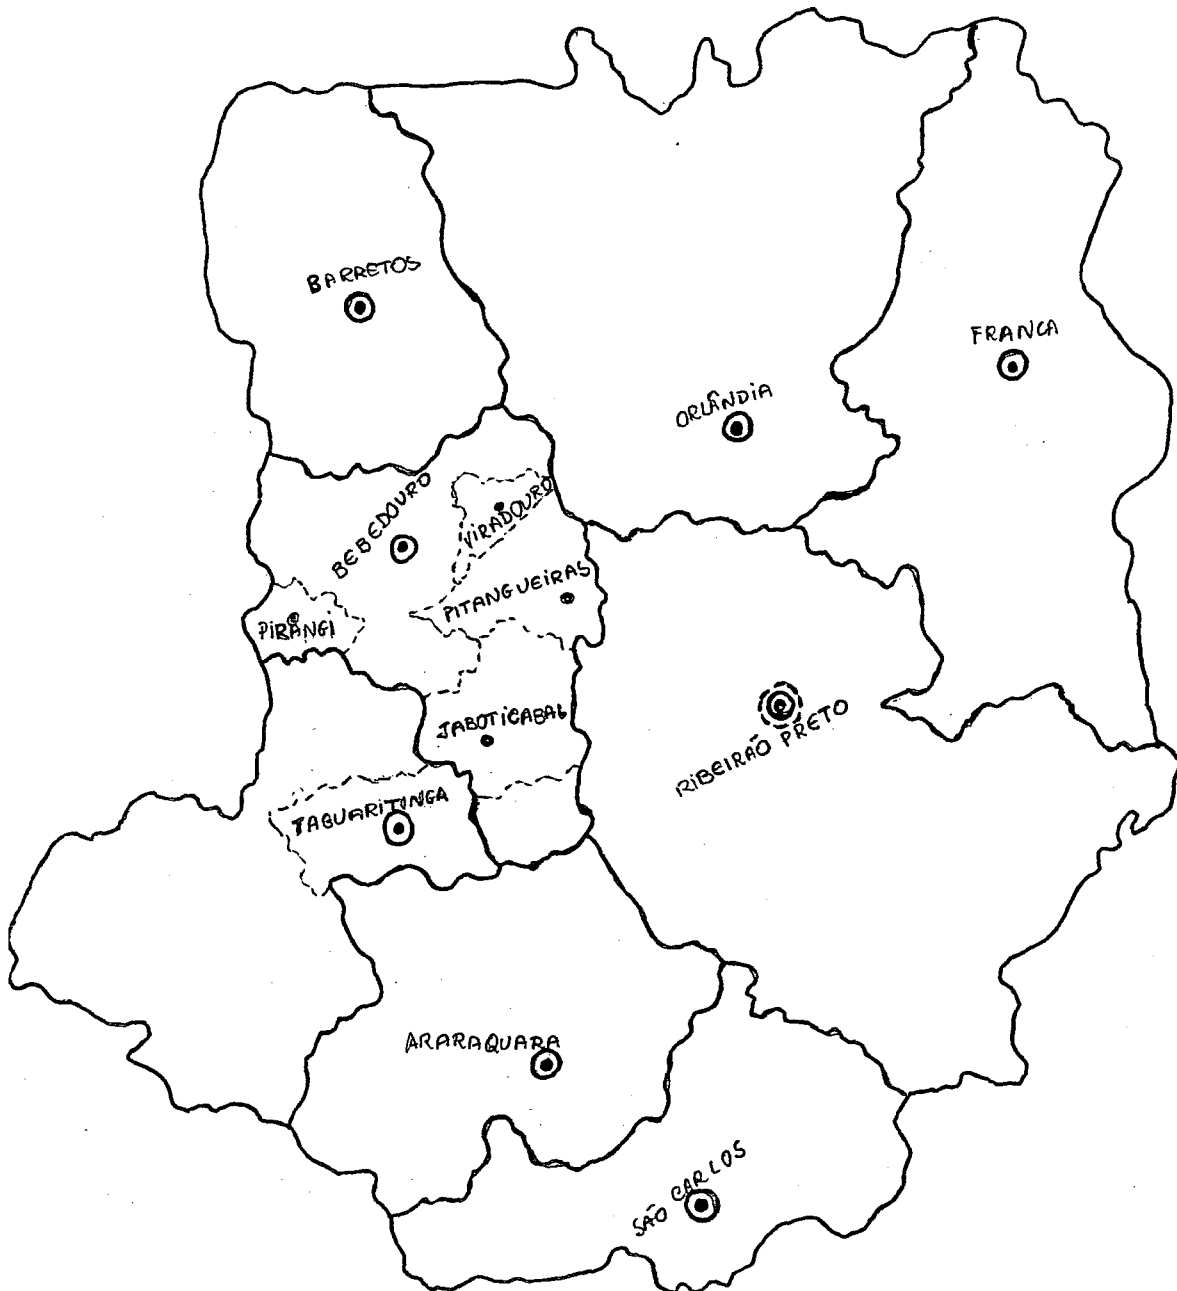 BARRETOS
FRANCA
ORLÂNDIA
BEBEDOURO
VIRADOURO
PITANGUEIRAS
PIRANGI
JABOTICABAL
RIBEIRÃO PRETO
TAQUARITINGA
ARARAQUARA
SÃO CARLOS